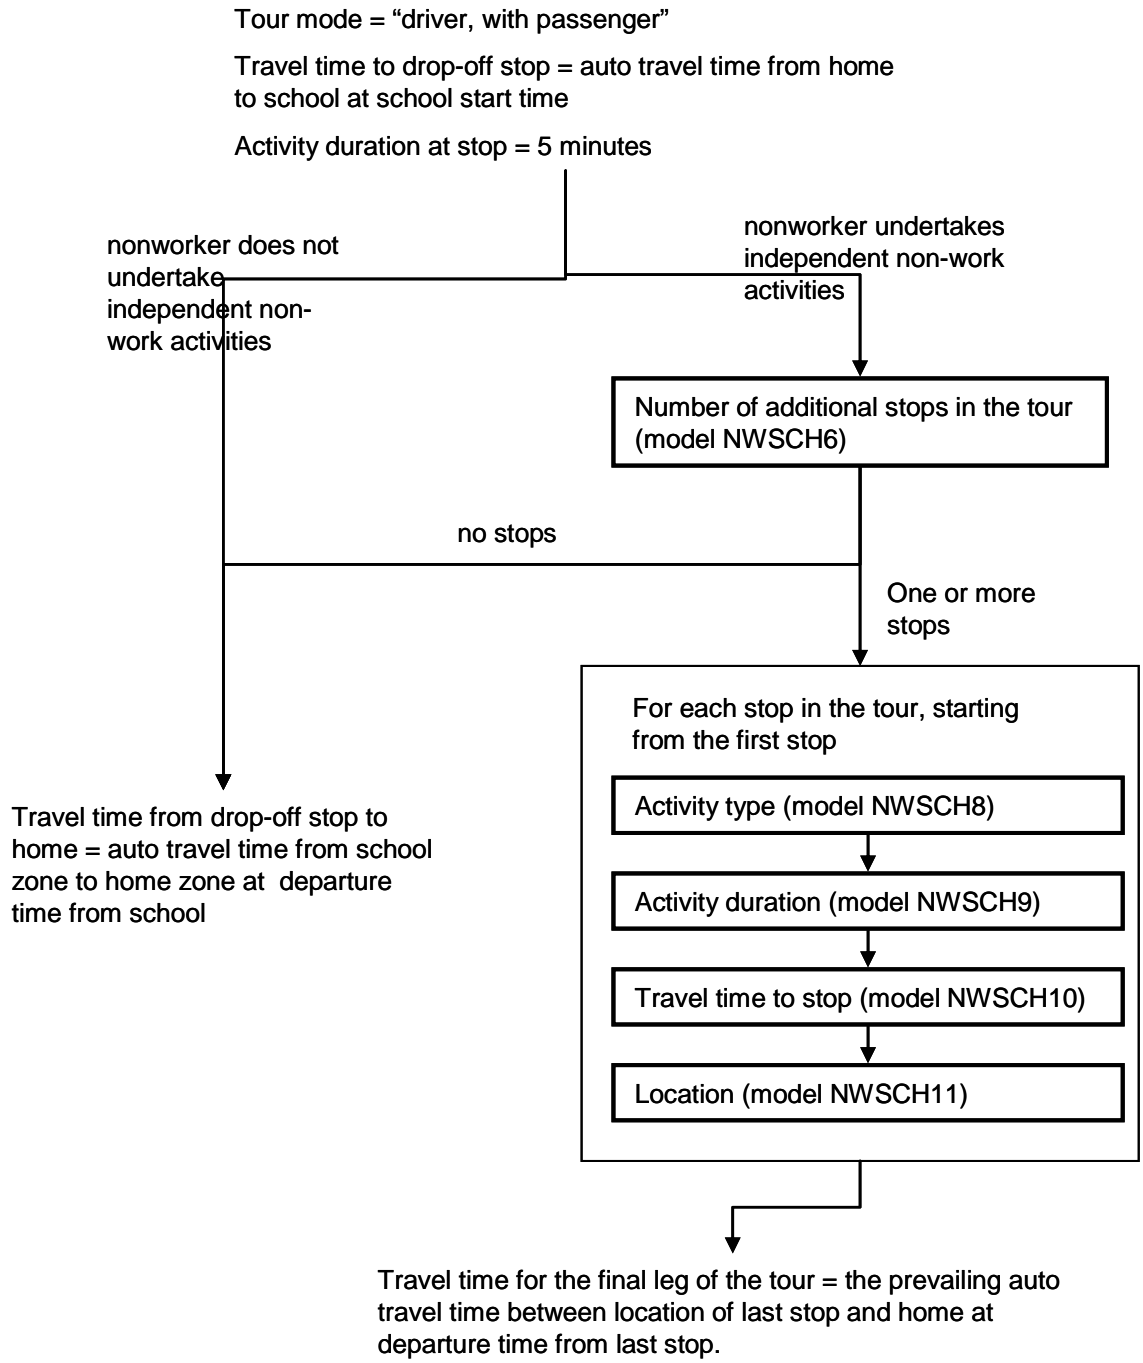 Tour mode = “driver, with passenger”
Travel time to drop-off stop = auto travel time from home
to school at school start time
Activity duration at stop = 5 minutes
nonworker does not
undertake
independent non-
work activities
nonworker undertakes
independent non-work
activities
Number of additional stops in the tour
(model NWSCH6)
no stops
One or more
stops
For each stop in the tour, starting
from the first stop
Activity type (model NWSCH8)
Activity duration (model NWSCH9)
Travel time to stop (model NWSCH10)
Location (model NWSCH11)
Travel time from drop-off stop to
home = auto travel time from school
zone to home zone at  departure
time from school
Travel time for the final leg of the tour = the prevailing auto
travel time between location of last stop and home at
departure time from last stop.